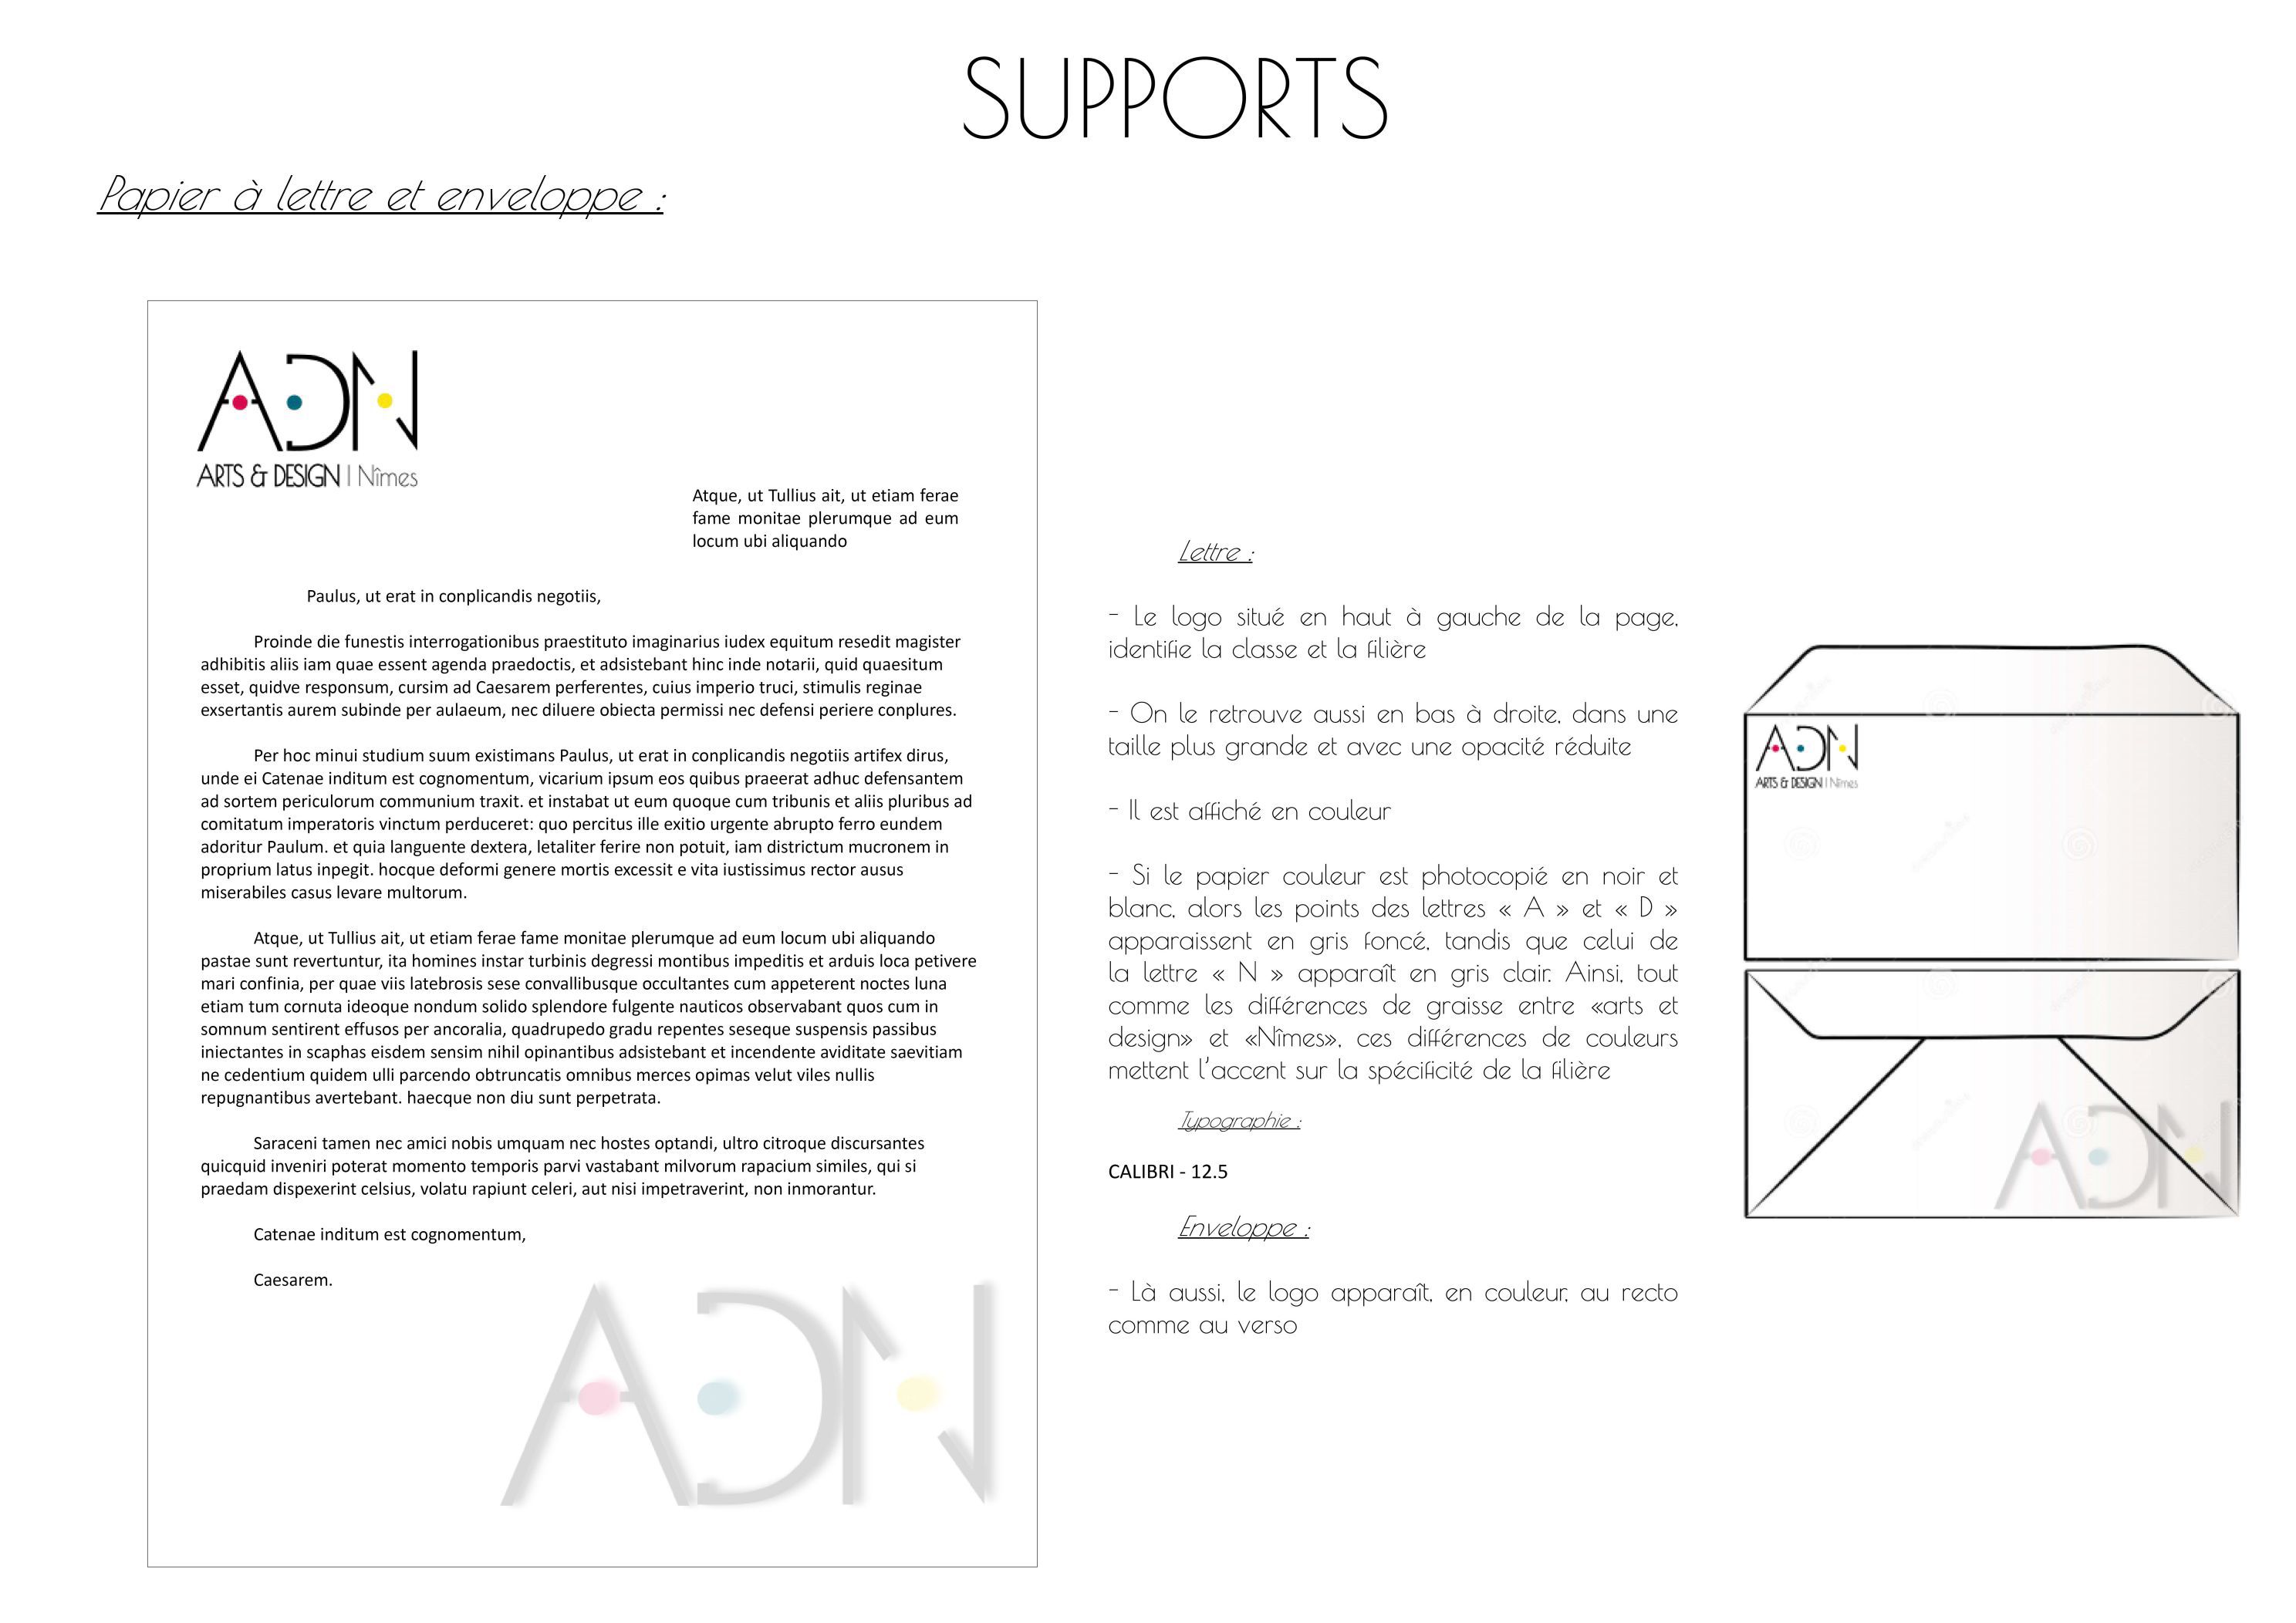 SUPPORTS
Papier à lettre et enveloppe :
ADN
ARTS & DESIGN | Nîmes
Atque, ut Tullius ait, ut etiam ferae
fame monitae plerumque ad eum
locum ubi aliquando
Paulus, ut erat in conplicandis negotiis,
Proinde die funestis interrogationibus praestituto imaginarius iudex equitum resedit magister
adhibitis aliis iam quae essent agenda praedoctis, et adsistebant hinc inde notarii, quid quaesitum
esset, quidve responsum, cursim ad Caesarem perferentes, cuius imperio truci, stimulis reginae
exsertantis aurem subinde per aulaeum, nec diluere obiecta permissi nec defensi periere conplures.
Per hoc minui studium suum existimans Paulus, ut erat in conplicandis negotiis artifex dirus,
unde ei Catenae inditum est cognomentum, vicarium ipsum eos quibus praeerat adhuc defensantem
ad sortem periculorum communium traxit. et instabat ut eum quoque cum tribunis et aliis pluribus ad
comitatum imperatoris vinctum perduceret: quo percitus ille exitio urgente abrupto ferro eundem
adoritur Paulum. et quia languente dextera, letaliter ferire non potuit, iam districtum mucronem in
proprium latus inpegit. hocque deformi genere mortis excessit e vita iustissimus rector ausus
miserabiles casus levare multorum.
Atque, ut Tullius ait, ut etiam ferae fame monitae plerumque ad eum locum ubi aliquando
pastae sunt revertuntur, ita homines instar turbinis degressi montibus impeditis et arduis loca petivere
mari confinia, per quae viis latebrosis sese convallibusque occultantes cum appeterent noctes luna
etiam tum cornuta ideoque nondum solido splendore fulgente nauticos observabant quos cum in
somnum sentirent effusos per ancoralia, quadrupedo gradu repentes seseque suspensis passibus
iniectantes in scaphas eisdem sensim nihil opinantibus adsistebant et incendente aviditate saevitiam
ne cedentium quidem ulli parcendo obtruncatis omnibus merces opimas velut viles nullis
repugnantibus avertebant. haecque non diu sunt perpetrata.
Saraceni tamen nec amici nobis umquam nec hostes optandi, ultro citroque discursantes
quicquid inveniri poterat momento temporis parvi vastabant milvorum rapacium similes, qui si
praedam dispexerint celsius, volatu rapiunt celeri, aut nisi impetraverint, non inmorantur.
Catenae inditum est cognomentum,
Caesarem.
ADN
Lettre :
- Le logo situé en haut à gauche de la page,
identifie la classe et la filière
- On le retrouve aussi en bas à droite, dans une
taille plus grande et avec une opacité réduite
- Il est affiché en couleur
- Si le papier couleur est photocopié en noir et
blanc, alors les points des lettres « A » et « D »
apparaissent en gris foncé, tandis que celui de
la lettre « N » apparaît en gris clair. Ainsi, tout
comme les différences de graisse entre «arts et
design» et «Nîmes», ces différences de couleurs
mettent l'accent sur la spécificité de la filière
Typographie :
CALIBRI - 12.5
Enveloppe :
- Là aussi, le logo apparaît, en couleur, au recto
comme au verso
ADN
ARTS & DESIGN | Nîmes
ADN